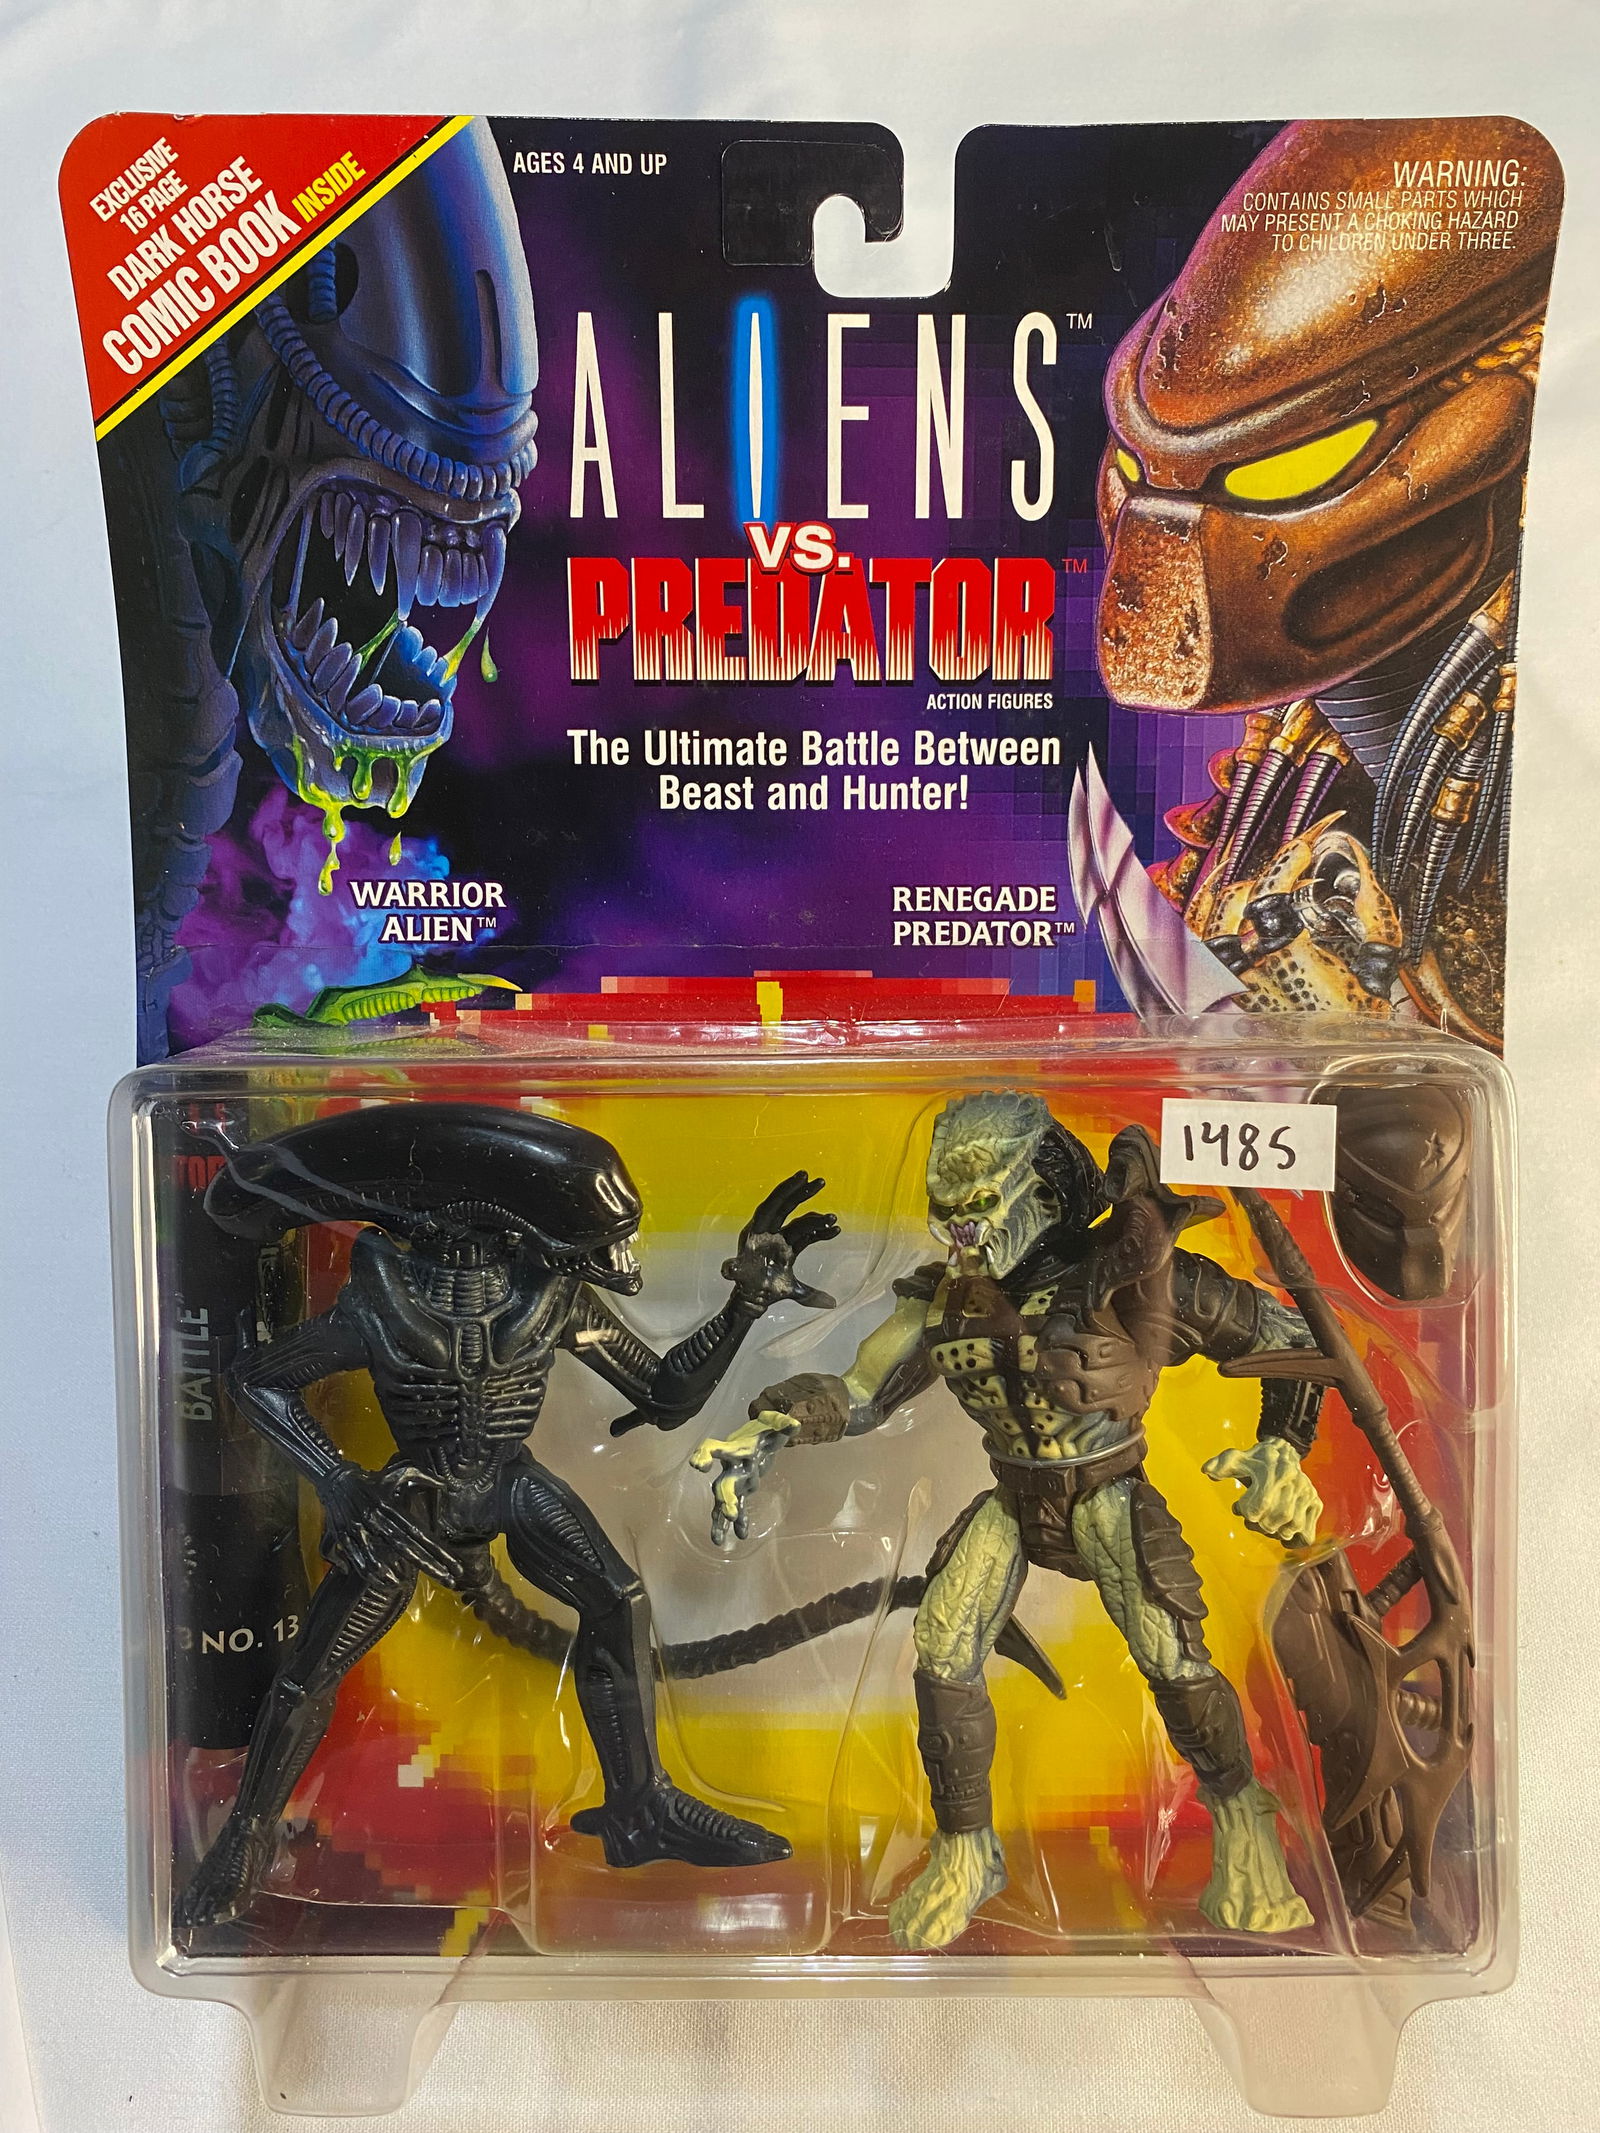 EXCLUSIVE
16 PAGE
DARK HORSE
COMIC BOOK INSIDE
AGES 4 AND UP
WARNING:
CONTAINS SMALL PARTS WHICH
MAY PRESENT A CHOKING HAZARD
TO CHILDREN UNDER THREE.
ALIENS™
VS.
PREDATOR™
ACTION FIGURES
The Ultimate Battle Between
Beast and Hunter!
WARRIOR
ALIEN™
RENEGADE
PREDATOR™
1485
BATTLE
NO. 13